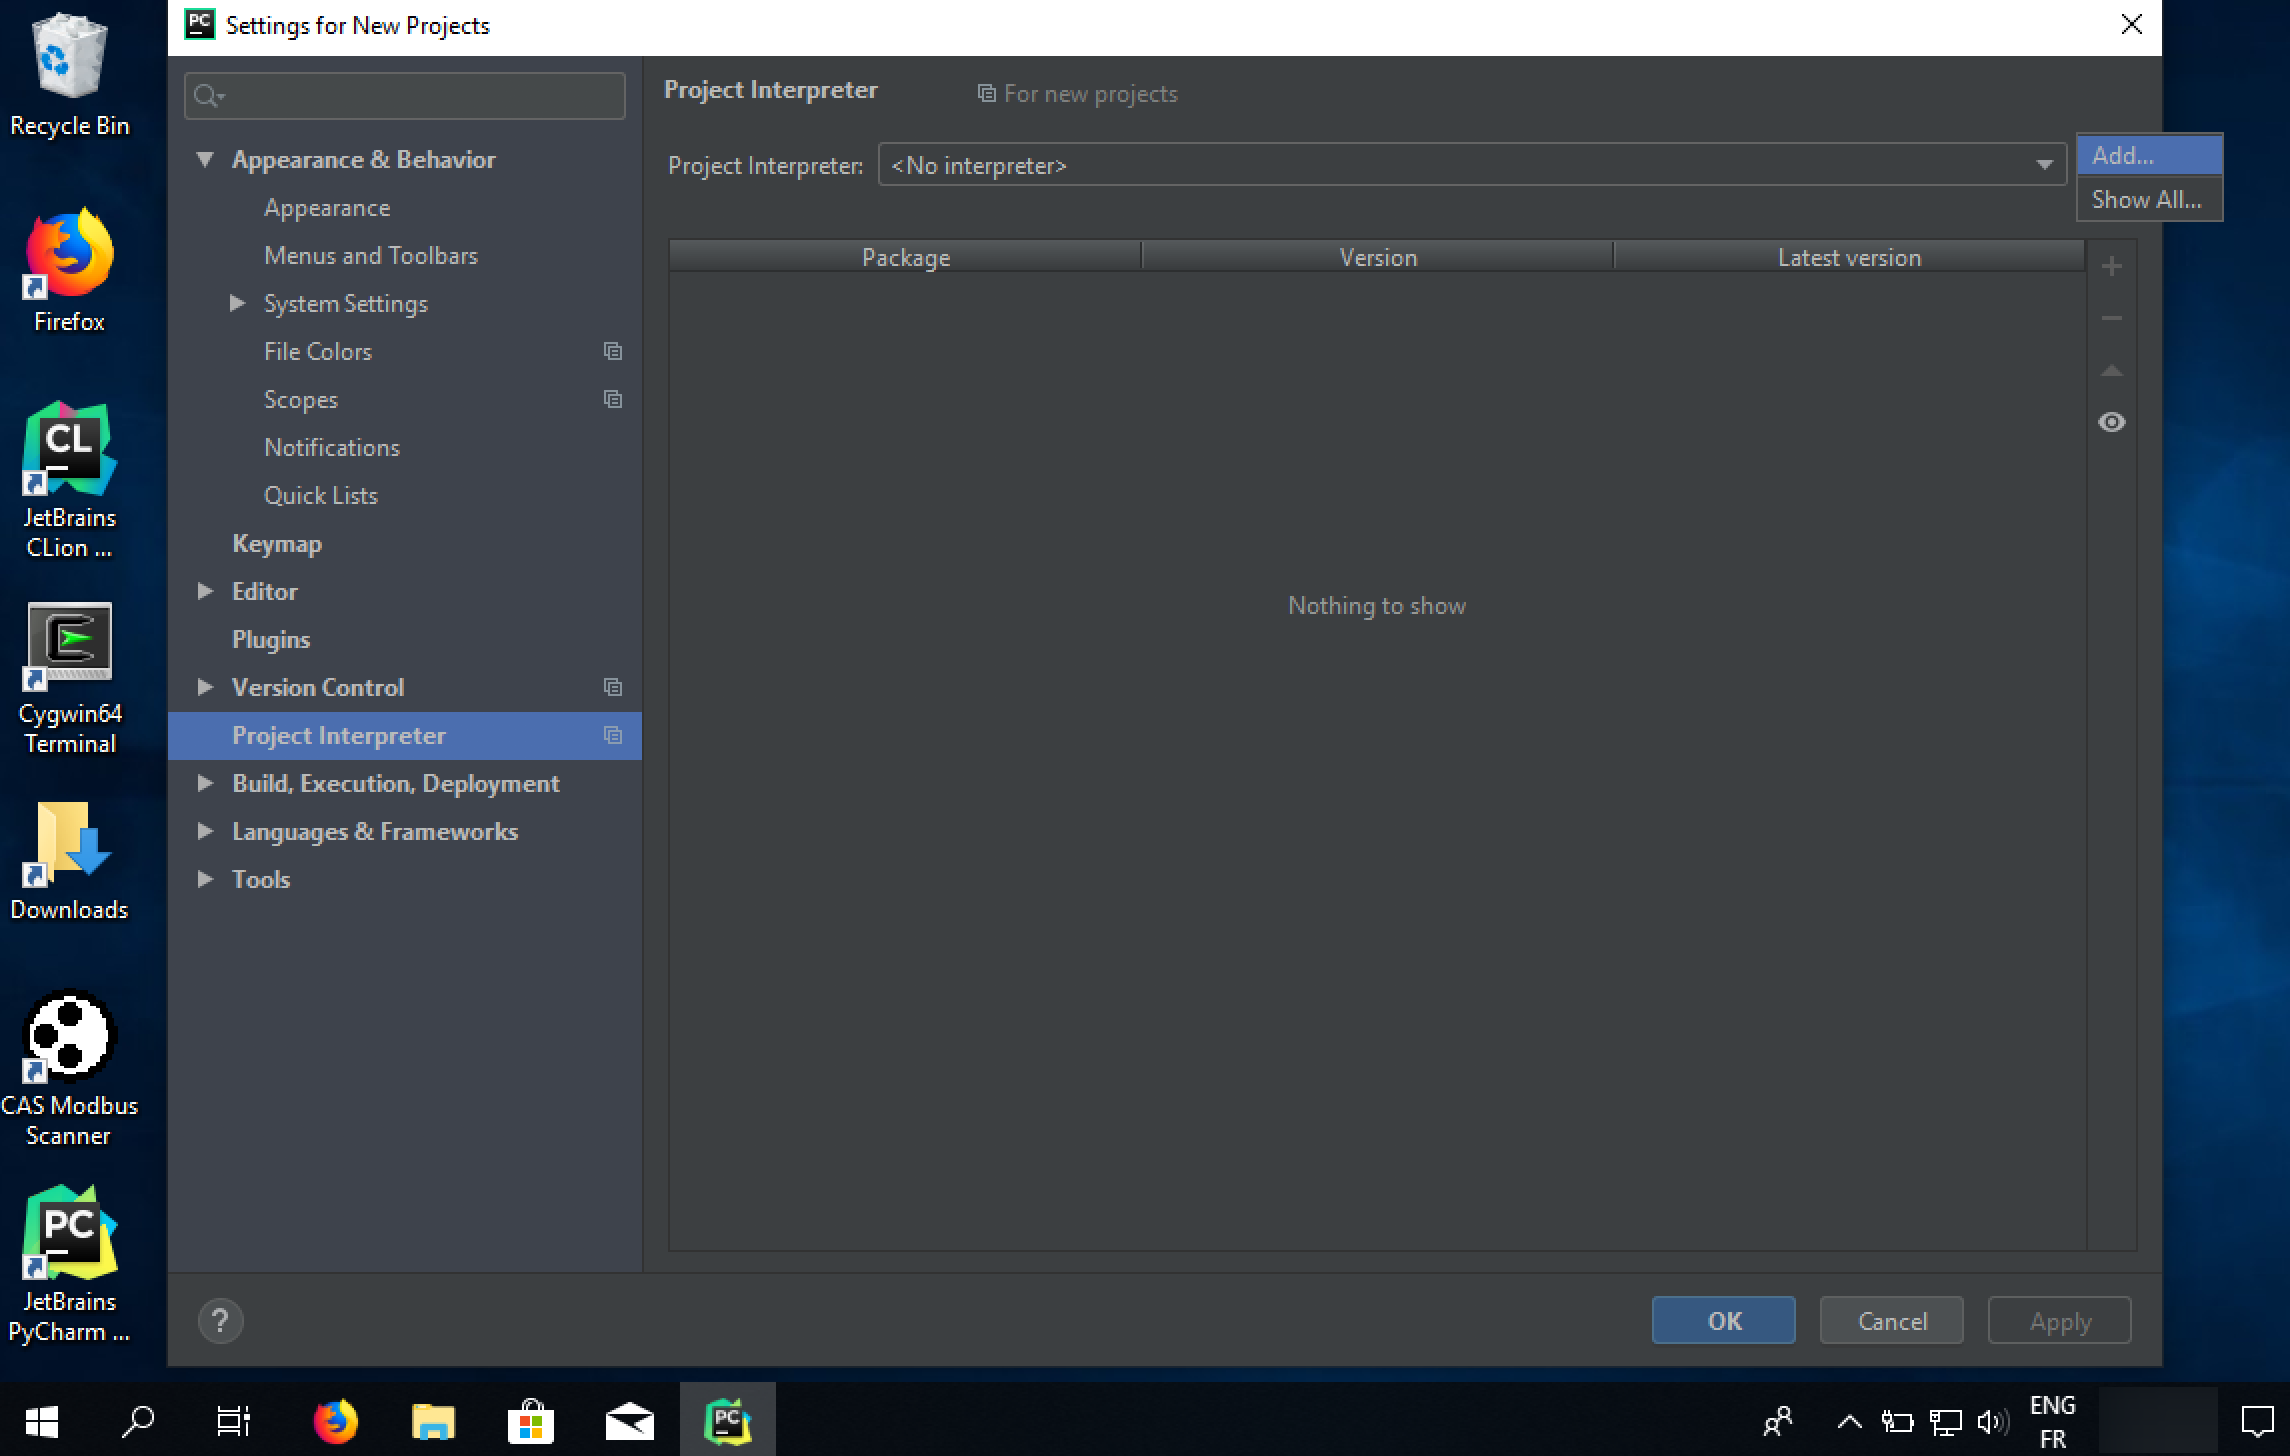 Recycle Bin
Firefox
CL
JetBrains
CLion ...
Cygwin64
Terminal
Downloads
CAS Modbus
Scanner
PC
JetBrains
PyCharm ...
PC
Settings for New Projects
Appearance & Behavior
Appearance
Menus and Toolbars
System Settings
File Colors
Scopes
Notifications
Quick Lists
Keymap
Editor
Plugins
Version Control
Project Interpreter
Build, Execution, Deployment
Languages & Frameworks
Tools
Project Interpreter
For new projects
Project Interpreter: <No interpreter>
Add...
Show All...
Package Version Latest version
Nothing to show
?
OK Cancel Apply
PC
ENG
FR